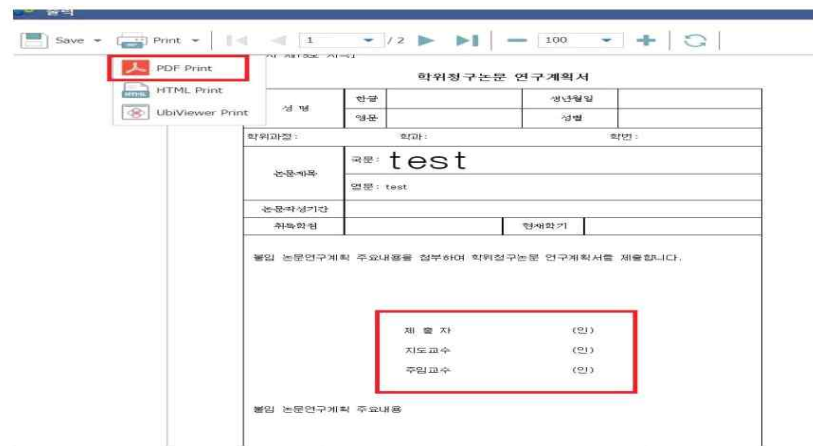 출력
Save Print 1 / 2 100
PDF Print
HTML Print
UbiViewer Print
학위청구논문 연구계획서
성 명 한글 생년월일
영문 성별
학위과정 : 학과 : 학번 :
논문제목 국문 : test
영문 : test
논문작성기간
취득학점 현재학기
붙임 논문연구계획 주요내용을 첨부하여 학위청구논문 연구계획서를 제출합니다.
제 출 자 (인)
지도교수 (인)
주임교수 (인)
붙임 논문연구계획 주요내용